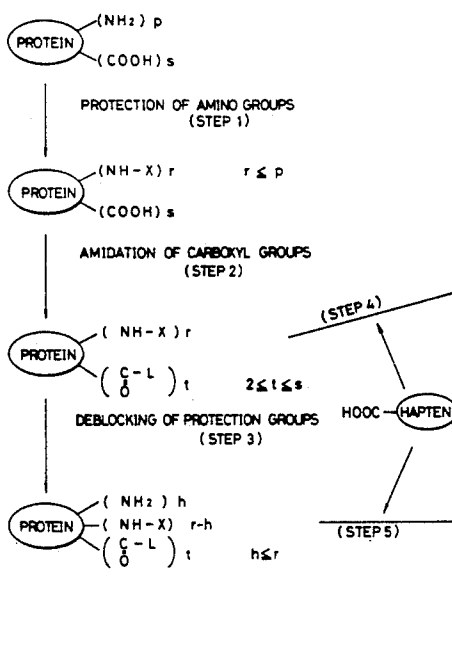 (NH2) p
PROTEIN
(COOH) s
PROTECTION OF AMINO GROUPS
(STEP 1)
(NH-X) r r ≦ p
PROTEIN
(COOH) s
AMIDATION OF CARBOXYL GROUPS
(STEP 2)
(STEP 4)
( NH-X ) r
PROTEIN
( C - L ) t 2≦t≦s
O
DEBLOCKING OF PROTECTION GROUPS
(STEP 3)
HOOC - HAPTEN
( NH2 ) h
PROTEIN ( NH-X ) r-h
( C - L ) t h≦r
O
(STEP 5)